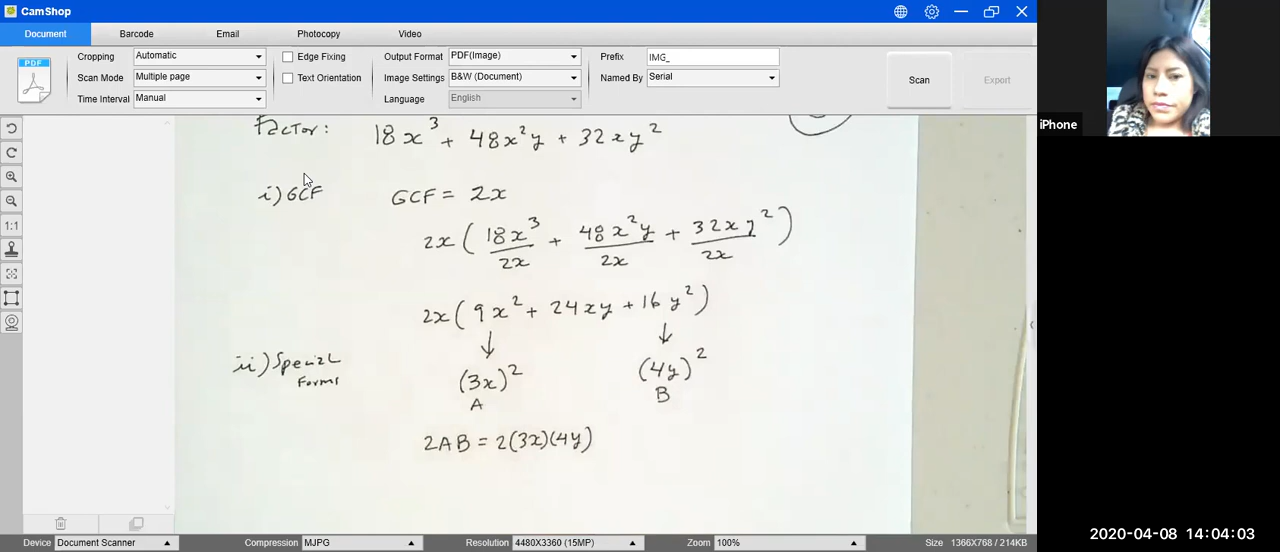 CamShop
Document Barcode Email Photocopy Video
Cropping Automatic Edge Fixing Output Format PDF(Image) Prefix IMG_
PDF Scan Mode Multiple page Text Orientation Image Settings B&W (Document) Named By Serial Scan Export
Time Interval Manual Language English
iPhone
Factor: 18x³ + 48x²y + 32xy²
i) GCF GCF = 2x
2x ( 18x³/2x + 48x²y/2x + 32xy²/2x )
1:1
2x ( 9x² + 24xy + 16y² )
↓ ↓
ii) Special Forms (3x)² (4y)²
A B
2AB = 2(3x)(4y)
2020-04-08 14:04:03
Device Document Scanner Compression MJPG Resolution 4480X3360 (15MP) Zoom 100% Size 1366X768 / 214KB